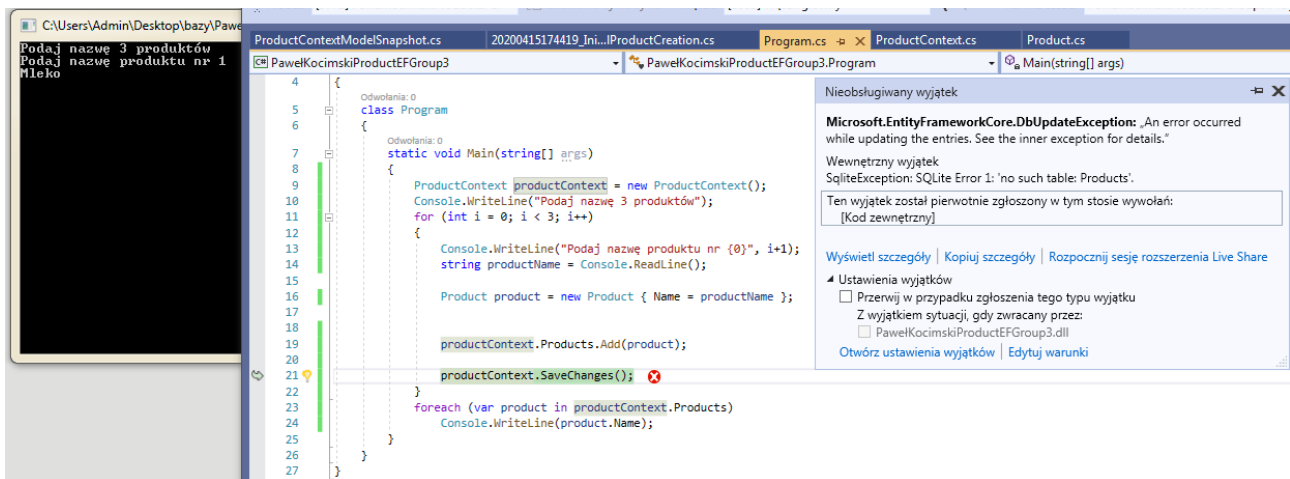 C:\Users\Admin\Desktop\bazy\Pawe
Podaj nazwę 3 produktów
Podaj nazwę produktu nr 1
Mleko
ProductContextModelSnapshot.cs 20200415174419_Ini...lProductCreation.cs Program.cs ProductContext.cs Product.cs
C# PawełKocimskiProductEFGroup3 PawełKocimskiProductEFGroup3.Program Main(string[] args)
4 {
Odwołania: 0
5 class Program
6 {
Odwołania: 0
7 static void Main(string[] args)
8 {
9 ProductContext productContext = new ProductContext();
10 Console.WriteLine("Podaj nazwę 3 produktów");
11 for (int i = 0; i < 3; i++)
12 {
13 Console.WriteLine("Podaj nazwę produktu nr {0}", i+1);
14 string productName = Console.ReadLine();
15
16 Product product = new Product { Name = productName };
17
18
19 productContext.Products.Add(product);
20
21 productContext.SaveChanges();
22 }
23 foreach (var product in productContext.Products)
24 Console.WriteLine(product.Name);
25 }
26 }
27 }
Nieobsługiwany wyjątek
Microsoft.EntityFrameworkCore.DbUpdateException: „An error occurred
while updating the entries. See the inner exception for details.”
Wewnętrzny wyjątek
SqliteException: SQLite Error 1: 'no such table: Products'.
Ten wyjątek został pierwotnie zgłoszony w tym stosie wywołań:
[Kod zewnętrzny]
Wyświetl szczegóły | Kopiuj szczegóły | Rozpocznij sesję rozszerzenia Live Share
Ustawienia wyjątków
Przerwij w przypadku zgłoszenia tego typu wyjątku
Z wyjątkiem sytuacji, gdy zwracany przez:
PawełKocimskiProductEFGroup3.dll
Otwórz ustawienia wyjątków | Edytuj warunki